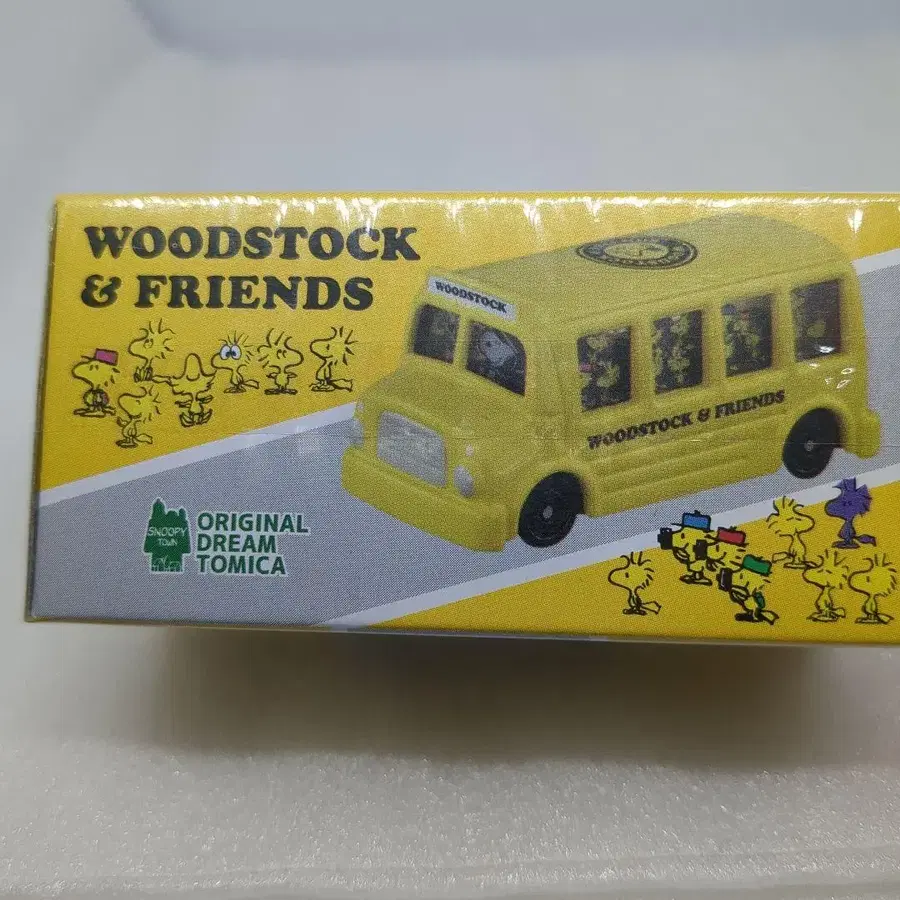 WOODSTOCK
& FRIENDS
WOODSTOCK
WOODSTOCK & FRIENDS
SNOOPY
TOWN
ORIGINAL
DREAM
TOMICA